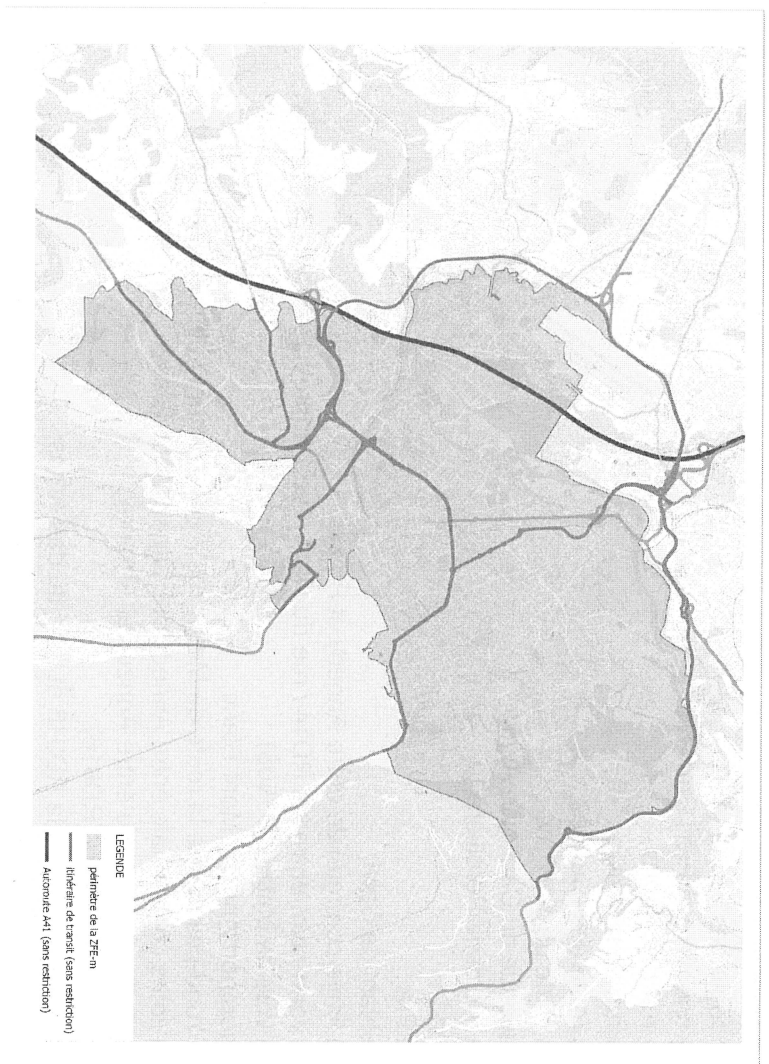 LEGENDE
périmètre de la ZFE-m
itinéraire de transit (sans restriction)
Autoroute A41 (sans restriction)